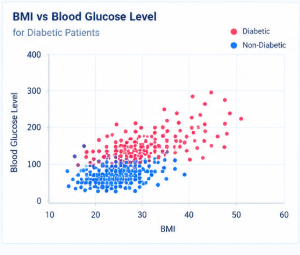 BMI vs Blood Glucose Level
for Diabetic Patients
Diabetic
Non-Diabetic
Blood Glucose Level
400
300
200
100
0
10
20
30
40
50
60
BMI